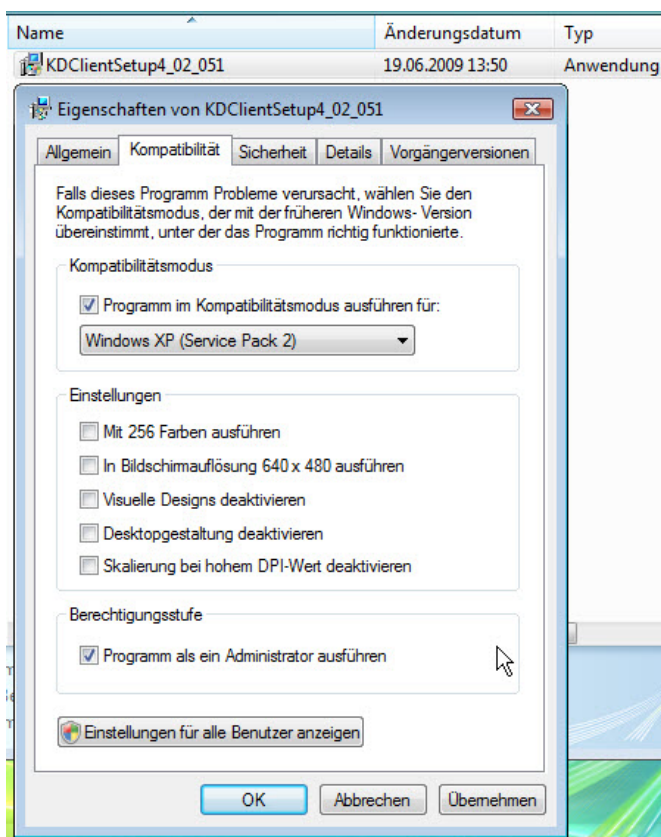 Name Änderungsdatum Typ
KDClientSetup4_02_051 19.06.2009 13:50 Anwendung
Eigenschaften von KDClientSetup4_02_051
Allgemein Kompatibilität Sicherheit Details Vorgängerversionen
Falls dieses Programm Probleme verursacht, wählen Sie den
Kompatibilitätsmodus, der mit der früheren Windows- Version
übereinstimmt, unter der das Programm richtig funktionierte.
Kompatibilitätsmodus
Programm im Kompatibilitätsmodus ausführen für:
Windows XP (Service Pack 2)
Einstellungen
Mit 256 Farben ausführen
In Bildschirmauflösung 640 x 480 ausführen
Visuelle Designs deaktivieren
Desktopgestaltung deaktivieren
Skalierung bei hohem DPI-Wert deaktivieren
Berechtigungsstufe
Programm als ein Administrator ausführen
Einstellungen für alle Benutzer anzeigen
OK Abbrechen Übernehmen